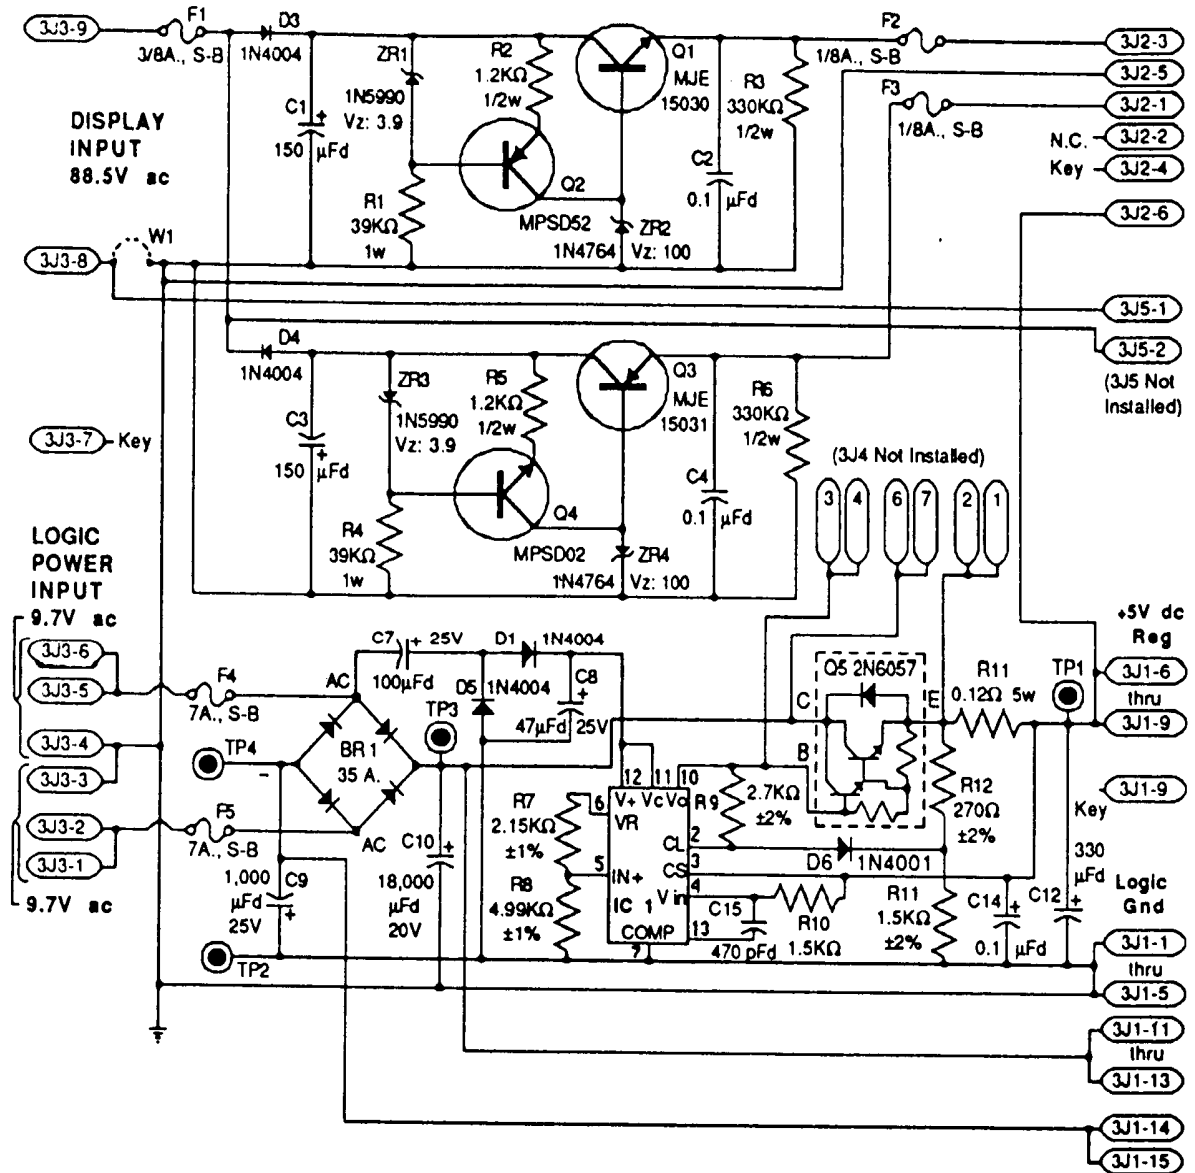 3J3-9
F1
3/8A., S-B
D3
1N4004
C1
+
150 µFd
DISPLAY
INPUT
88.5V ac
ZR1
1N5990
Vz: 3.9
R1
39KΩ
1w
R2
1.2KΩ
1/2w
Q2
MPSD52
Q1
MJE
15030
ZR2
1N4764 Vz: 100
C2
0.1 µFd
R3
330KΩ
1/2w
F2
1/8A., S-B
F3
1/8A., S-B
3J2-3
3J2-5
3J2-1
N.C. 3J2-2
Key 3J2-4
3J2-6
3J3-8
W1
3J5-1
3J5-2
(3J5 Not
Installed)
D4
1N4004
C3
+
150 µFd
ZR3
1N5990
Vz: 3.9
R4
39KΩ
1w
R5
1.2KΩ
1/2w
Q4
MPSD02
Q3
MJE
15031
ZR4
1N4764 Vz: 100
C4
0.1 µFd
R6
330KΩ
1/2w
3J3-7 Key
(3J4 Not Installed)
3 4 6 7 2 1
LOGIC
POWER
INPUT
9.7V ac
3J3-6
3J3-5
3J3-4
3J3-3
3J3-2
3J3-1
9.7V ac
F4
7A., S-B
F5
7A., S-B
TP4
-
AC
BR1
35 A.
AC
C7
+ 25V
100µFd
D5
1N4004
D1
1N4004
C8
+
47µFd 25V
TP3
C10
+
18,000
µFd
20V
1,000
µFd
25V
C9
+
TP2
R7
2.15KΩ
±1%
R8
4.99KΩ
±1%
12 11 10
V+ Vc Vo
6
VR
5
IN+
IC 1
2
CL
3
CS
4
Vin
13
COMP
7
R9
2.7KΩ
±2%
D6
1N4001
C15
470 pFd
R10
1.5KΩ
Q5 2N6057
C
B
E
R11
0.12Ω 5w
R12
270Ω
±2%
R11
1.5KΩ
±2%
C14
+
0.1 µFd
C12
+
330
µFd
TP1
+5V dc
Reg
3J1-6
thru
3J1-9
Key
3J1-9
Logic
Gnd
3J1-1
thru
3J1-5
3J1-11
thru
3J1-13
3J1-14
3J1-15